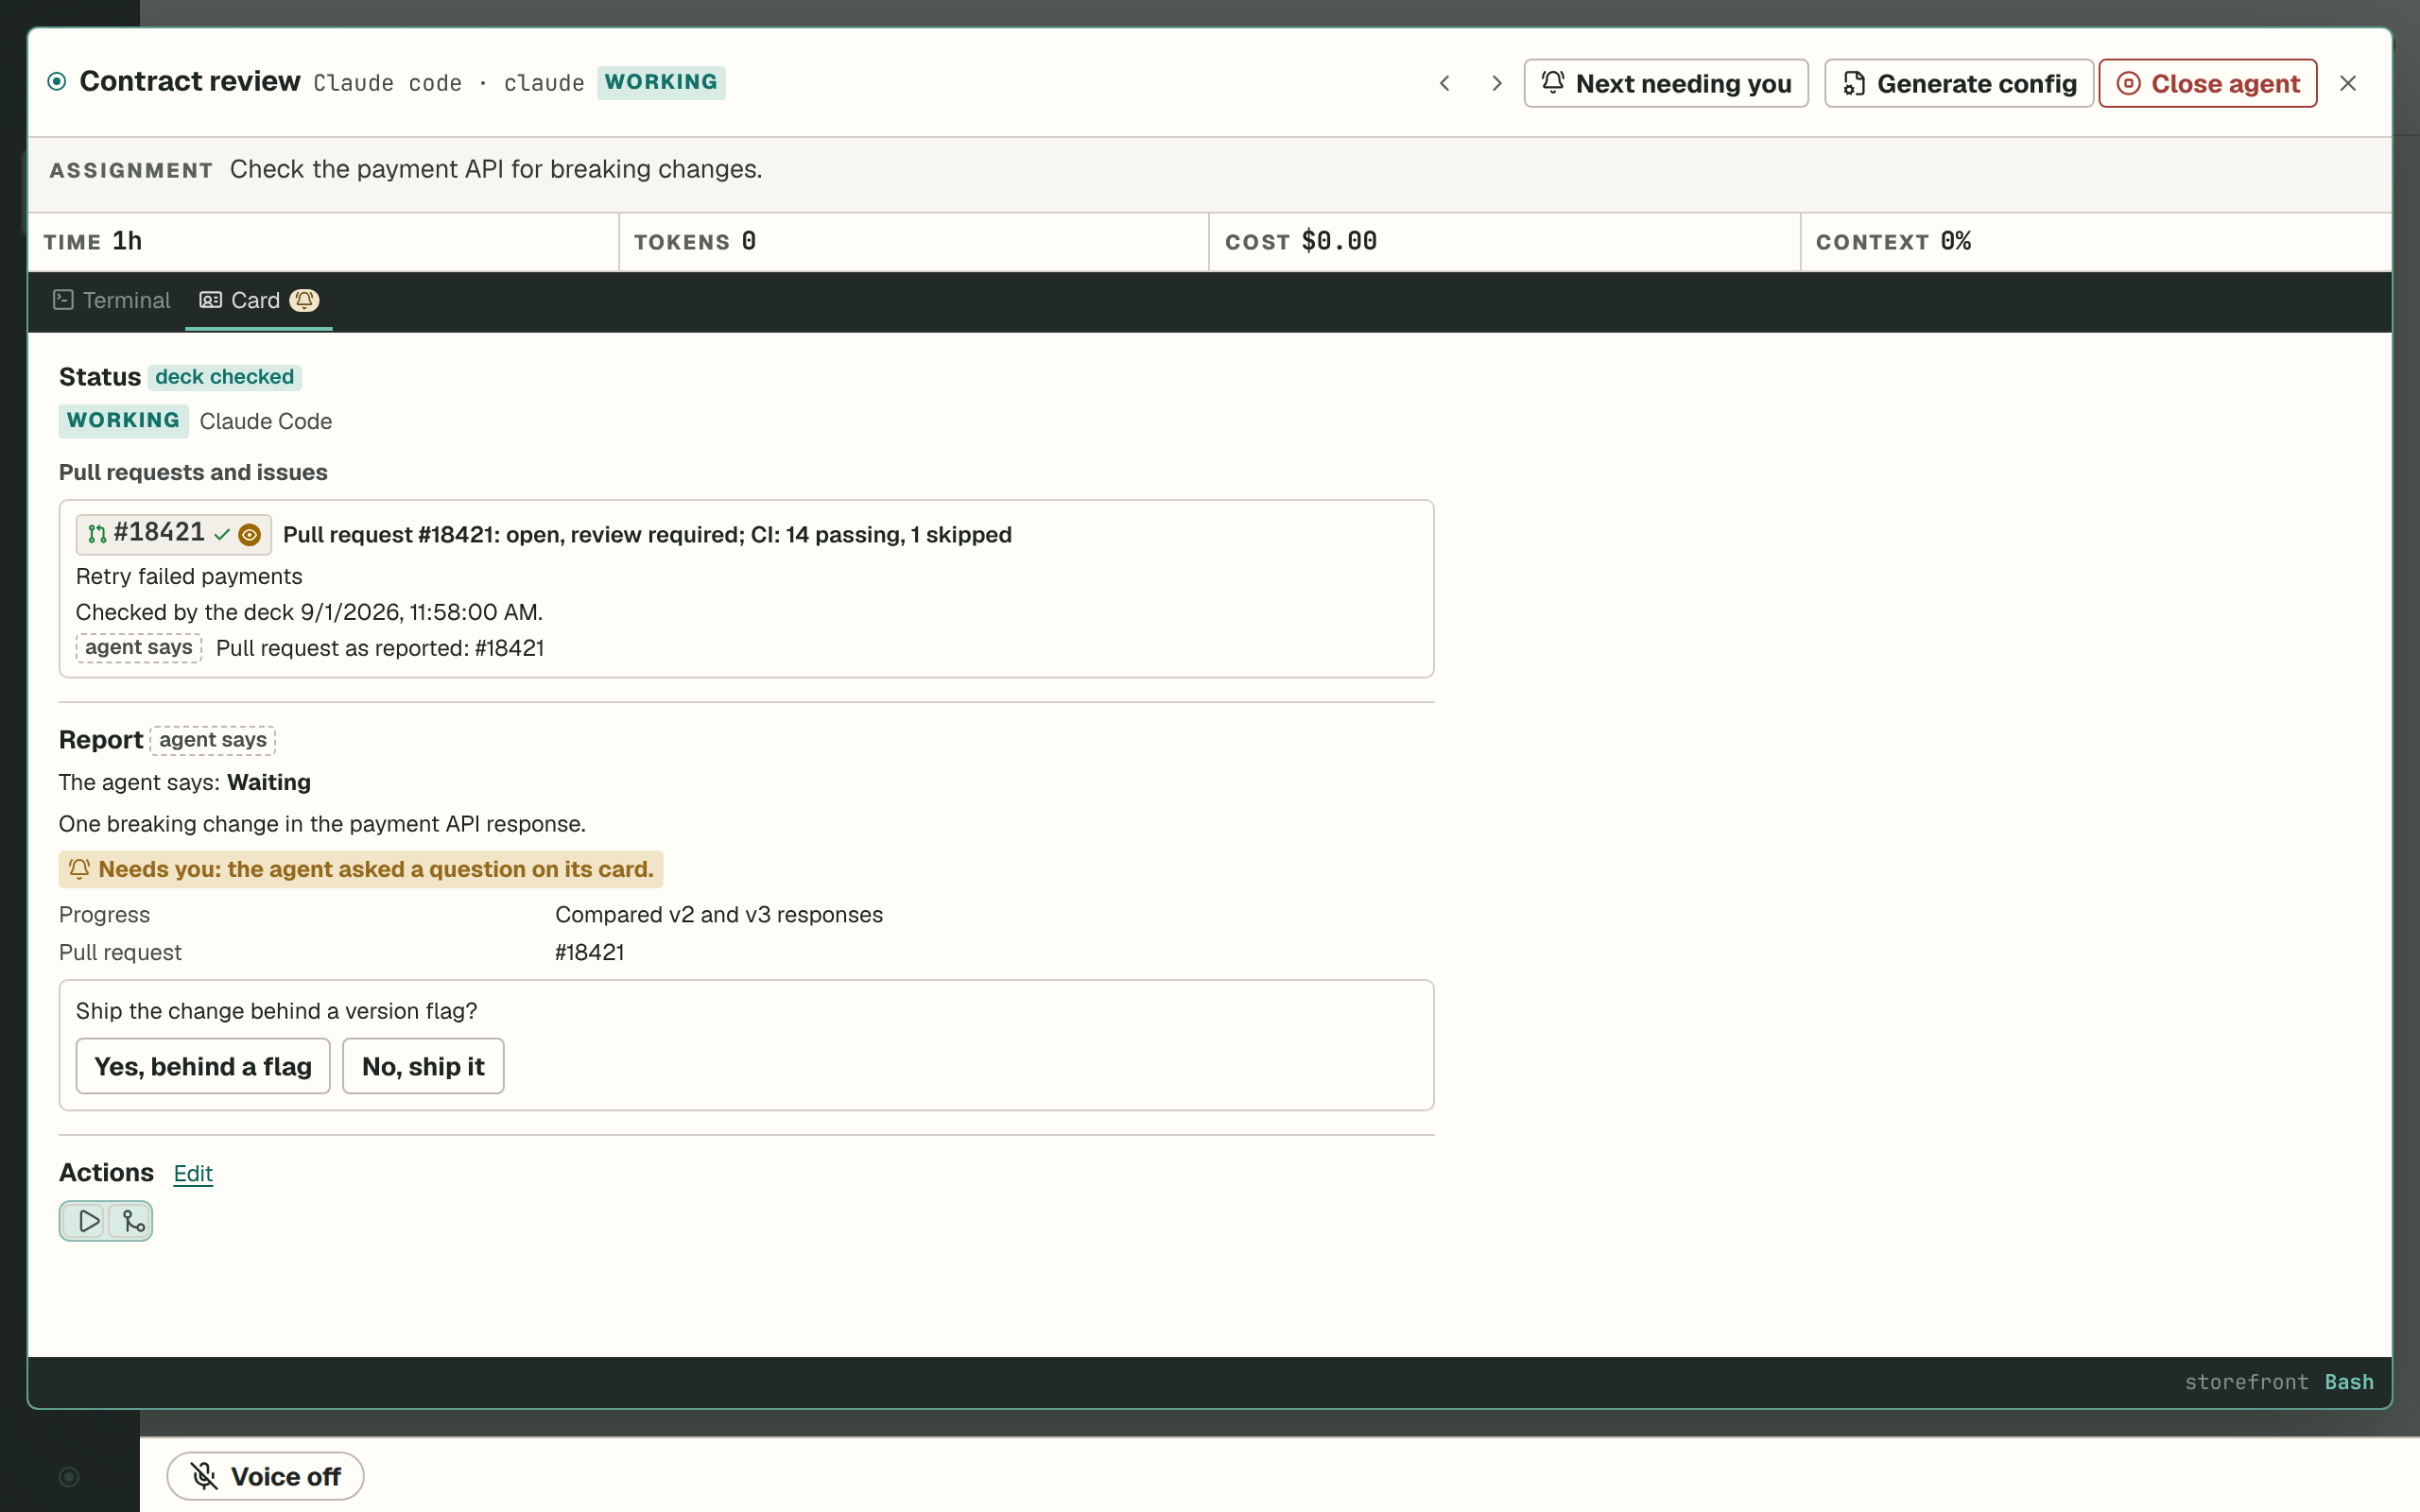 Contract review Claude code · claude WORKING Next needing you Generate config Close agent
ASSIGNMENT Check the payment API for breaking changes.
TIME 1h TOKENS 0 COST $0.00 CONTEXT 0%
Terminal Card
Status deck checked
WORKING Claude Code
Pull requests and issues
#18421 Pull request #18421: open, review required; CI: 14 passing, 1 skipped
Retry failed payments
Checked by the deck 9/1/2026, 11:58:00 AM.
agent says Pull request as reported: #18421
Report agent says
The agent says: Waiting
One breaking change in the payment API response.
Needs you: the agent asked a question on its card.
Progress Compared v2 and v3 responses
Pull request #18421
Ship the change behind a version flag?
Yes, behind a flag No, ship it
Actions Edit
storefront Bash
Voice off